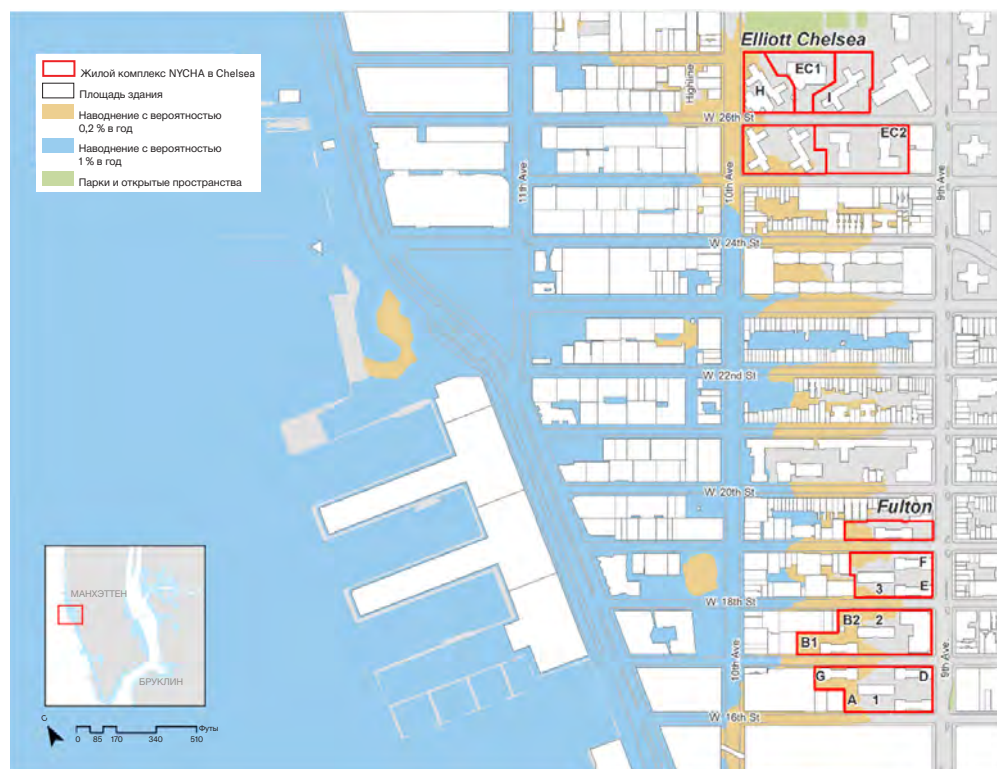 Elliott Chelsea
EC1
H
I
Highline
W. 26th St
EC2
Жилой комплекс NYCHA в Chelsea
Площадь здания
Наводнение с вероятностью
0,2 % в год
Наводнение с вероятностью
1 % в год
Парки и открытые пространства
11th Ave
10th Ave
9th Ave
W. 24th St
W. 22nd St
W. 20th St
Fulton
F
3
E
W. 18th St
B2
2
B1
G
D
A
1
10th Ave
9th Ave
W. 16th St
МАНХЭТТЕН
БРУКЛИН
С
Футы
0 85 170 340 510